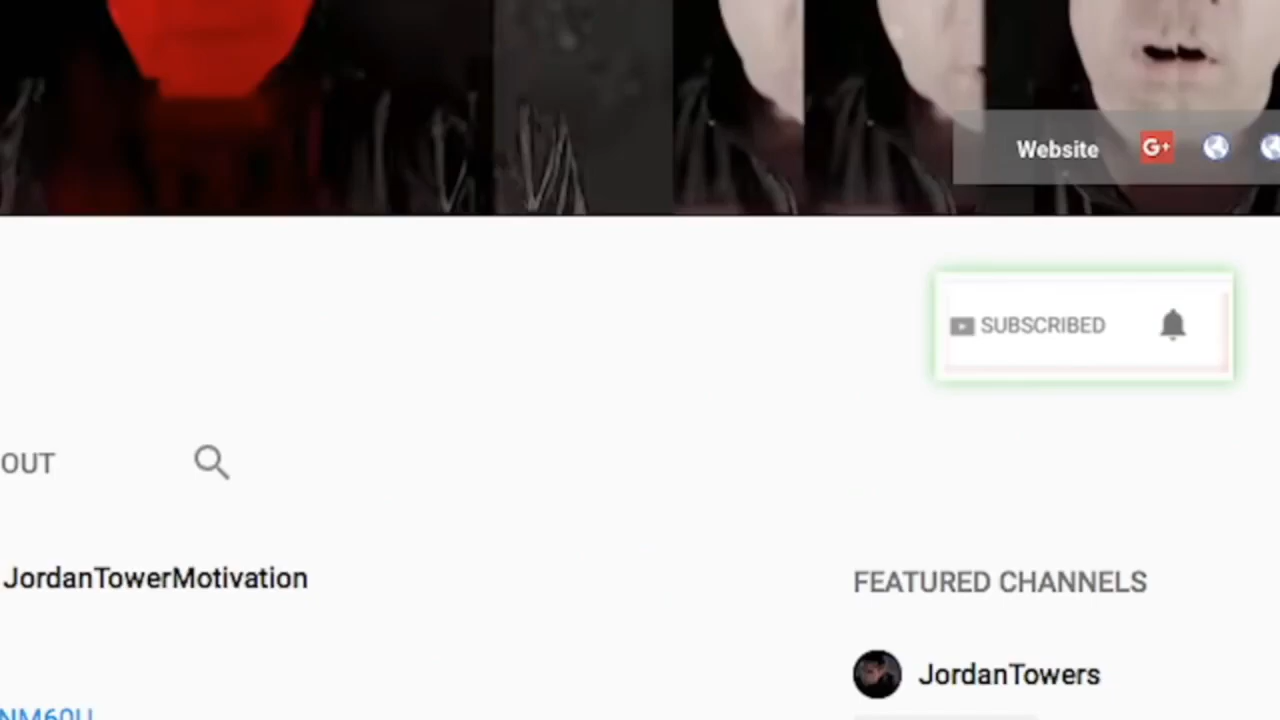 Website G+
SUBSCRIBED
OUT
JordanTowerMotivation
FEATURED CHANNELS
JordanTowers